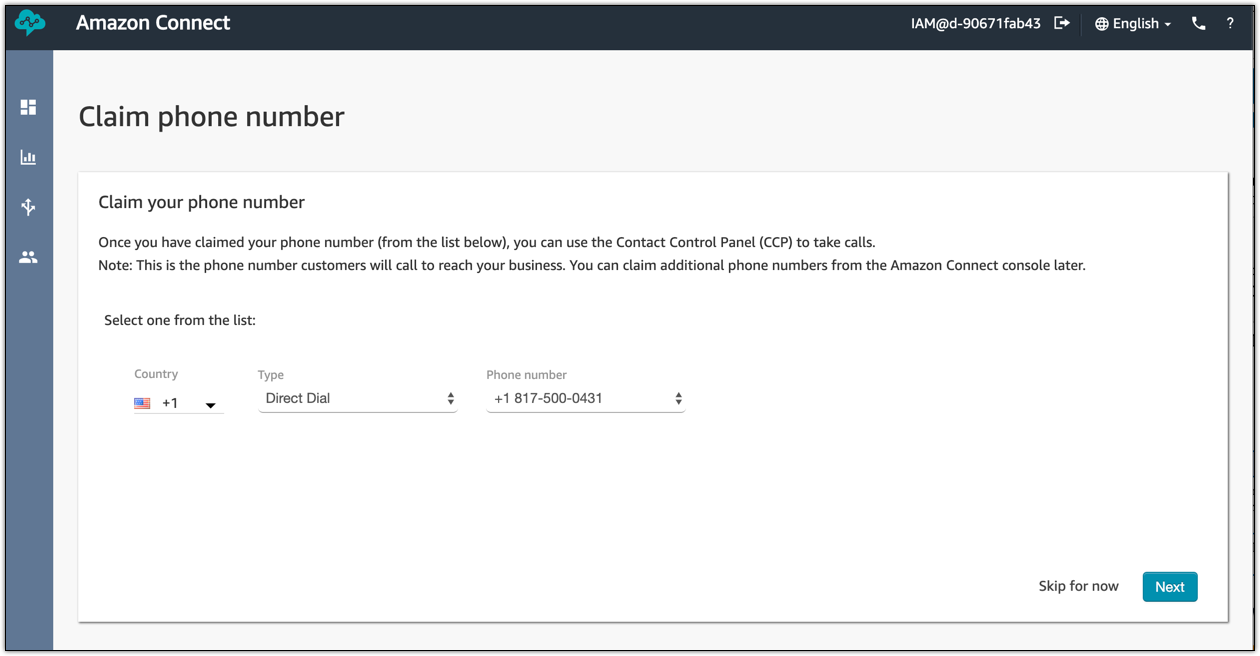 Amazon Connect
IAM@d-90671fab43
English
?
Claim phone number
Claim your phone number
Once you have claimed your phone number (from the list below), you can use the Contact Control Panel (CCP) to take calls.
Note: This is the phone number customers will call to reach your business. You can claim additional phone numbers from the Amazon Connect console later.
Select one from the list:
Country
Type
Phone number
+1
Direct Dial
+1 817-500-0431
Skip for now
Next